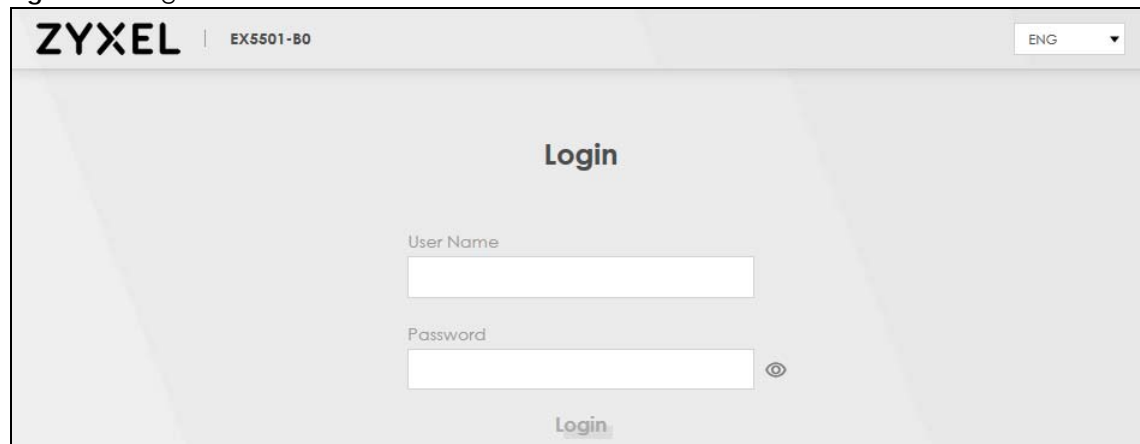 ZYXEL EX5501-B0 ENG
Login
User Name
Password
Login